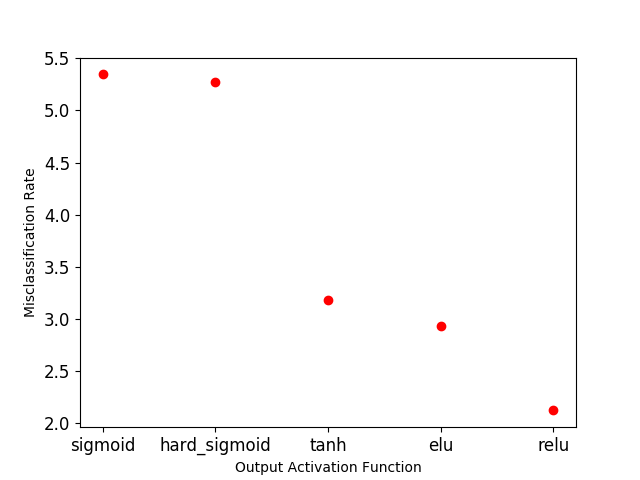 5.5
5.0
4.5
4.0
3.5
3.0
2.5
2.0
Misclassification Rate
sigmoid hard_sigmoid tanh elu relu
Output Activation Function